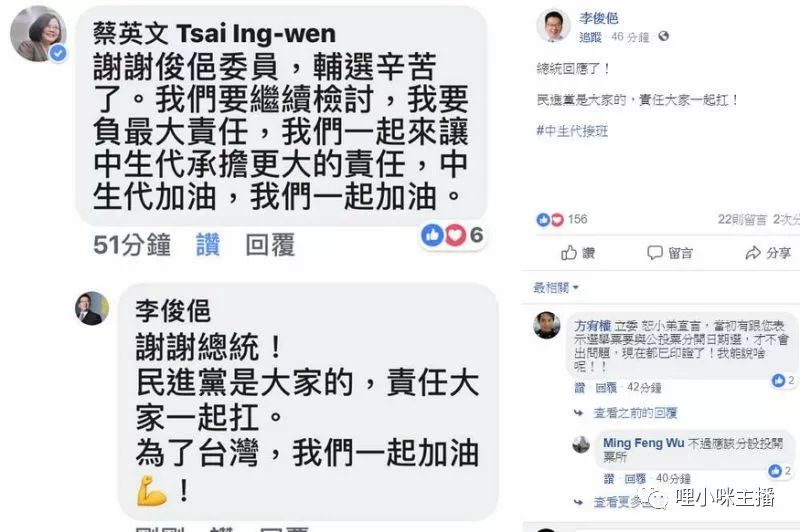 蔡英文 Tsai Ing-wen
謝謝俊俋委員，輔選辛苦
了。我們要繼續檢討，我要
負最大責任，我們一起來讓
中生代承擔更大的責任，中
生代加油，我們一起加油。
6
51分鐘 讚 回覆
李俊俋
謝謝總統！
民進黨是大家的，責任大
家一起扛。
為了台灣，我們一起加油
💪！
李俊俋
追蹤 · 46 分鐘
總統回應了！
民進黨是大家的，責任大家一起扛！
#中生代接班
156
22則留言 2次分
讚 留言 分享
最相關
方宥權 立委 恕小弟直言，當初有跟您表
示選舉票要與公投票分開日期選，才不會
出問題，現在都已印證了！我能說啥
呢！！
2
讚 · 回覆 · 42分鐘
查看之前的回覆
Ming Feng Wu 不過應該分設投開
票所
2
讚 · 回覆 · 40分鐘
查看更多
哩小咪主播